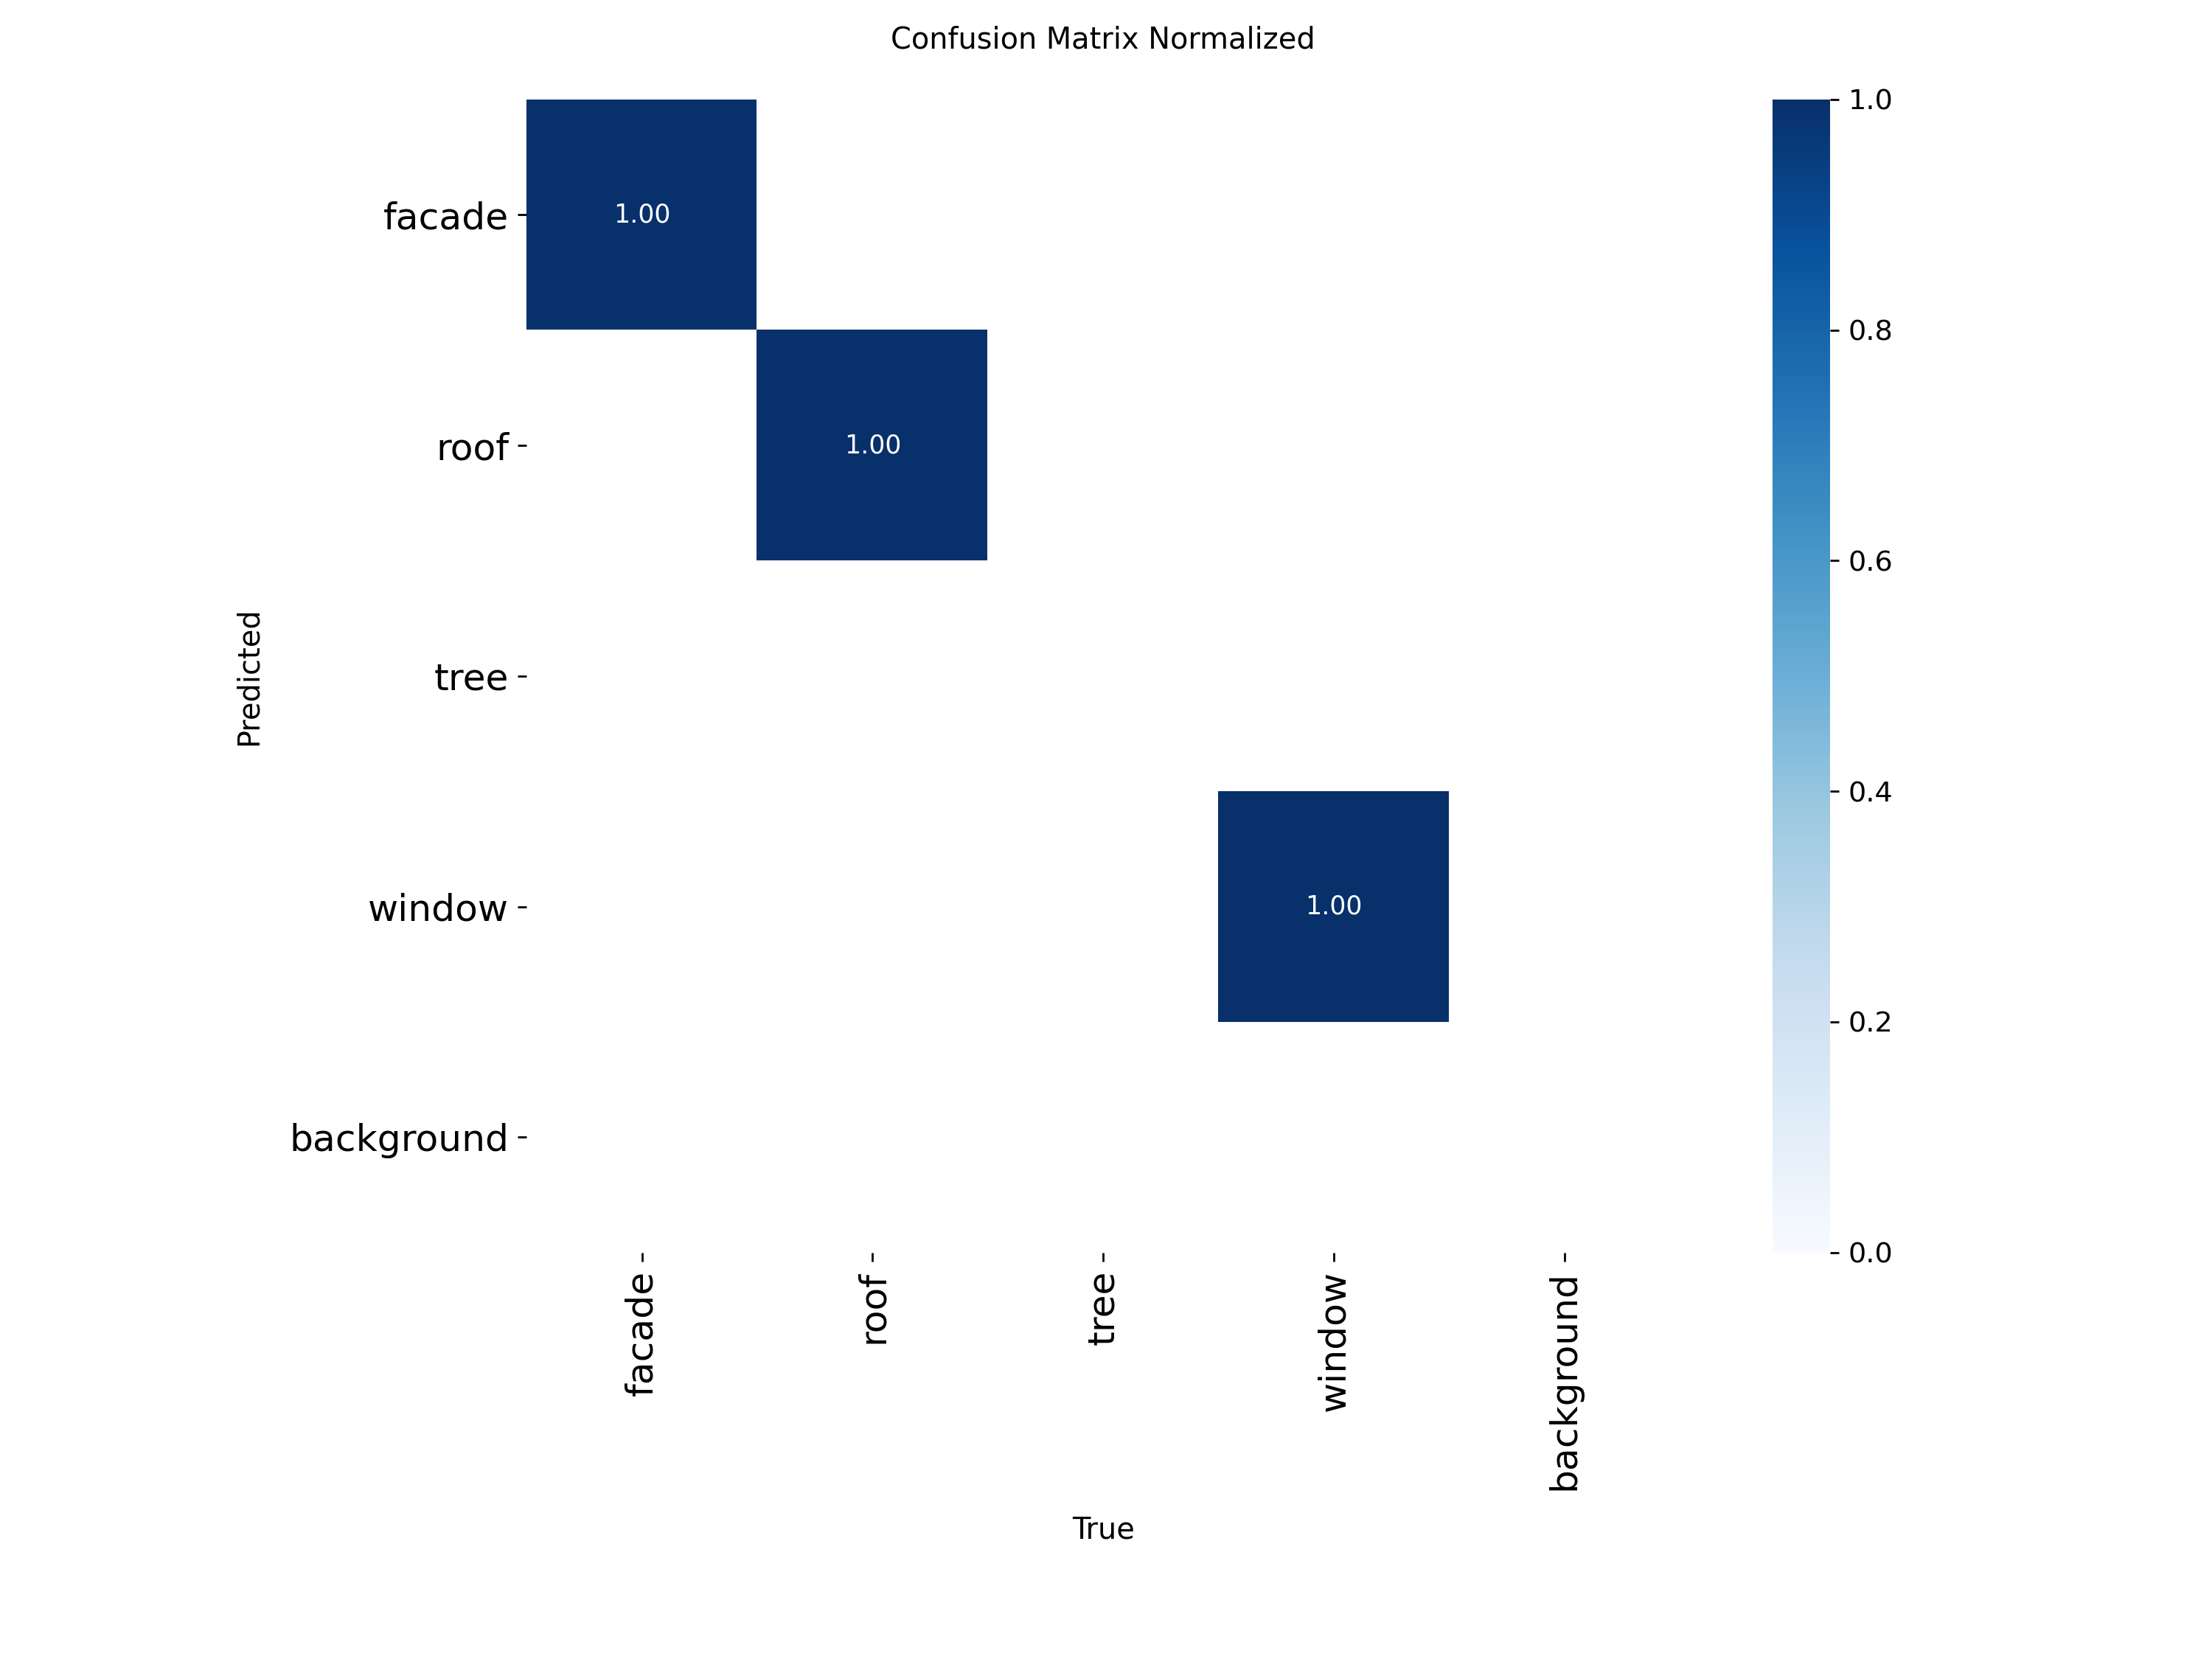 Confusion Matrix Normalized
facade
1.00
roof
1.00
tree
window
1.00
background
Predicted
facade
roof
tree
window
background
True
1.0
0.8
0.6
0.4
0.2
0.0